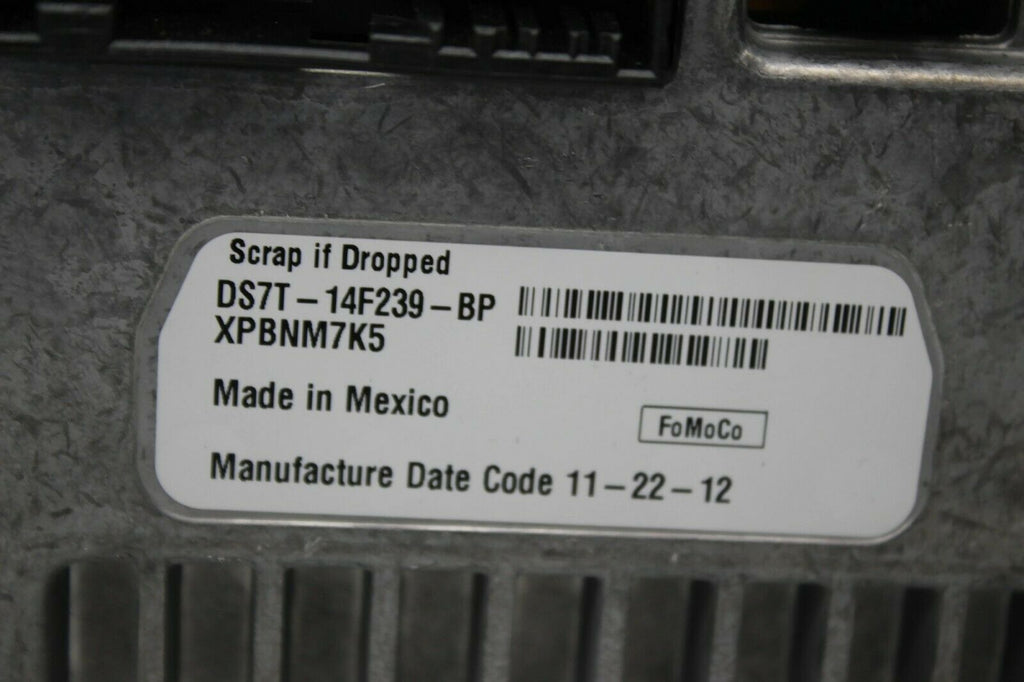 Scrap if Dropped
DS7T-14F239-BP
XPBNM7K5
Made in Mexico
FoMoCo
Manufacture Date Code 11-22-12